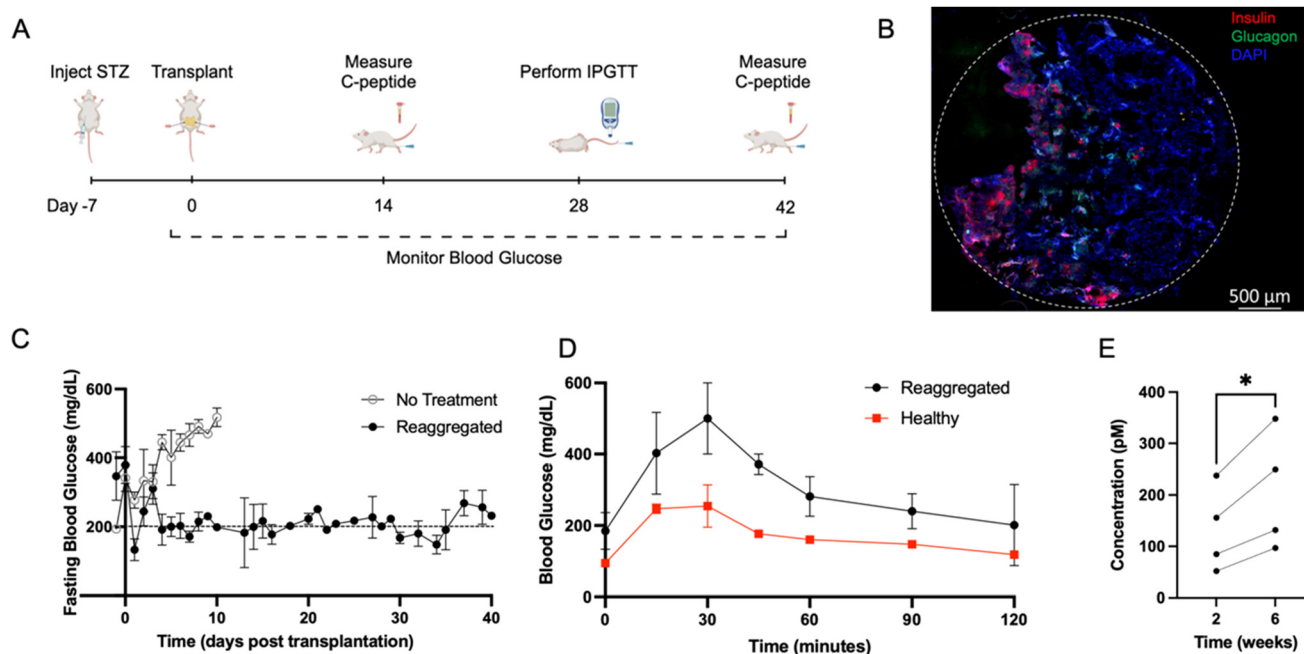 A
Inject STZ
Transplant
Measure
C-peptide
Perform IPGTT
Measure
C-peptide
Day -7
0
14
28
42
Monitor Blood Glucose
B
Insulin
Glucagon
DAPI
500 µm
C
Fasting Blood Glucose (mg/dL)
600
400
200
0
10
20
30
40
Time (days post transplantation)
No Treatment
Reaggregated
D
Blood Glucose (mg/dL)
600
400
200
0
0
30
60
90
120
Time (minutes)
Reaggregated
Healthy
E
Concentration (pM)
400
300
200
100
0
2
6
Time (weeks)
*